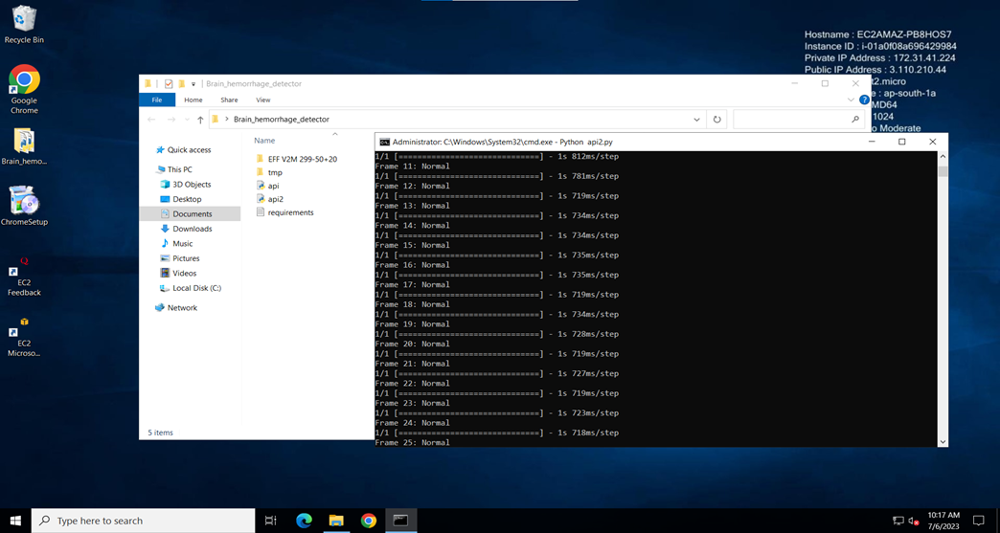 Recycle Bin
Google
Chrome
Brain_hemo...
ChromeSetup
EC2
Feedback
EC2
Microso...
Hostname : EC2AMAZ-PB8HOS7
Instance ID : i-01a0f08a696429984
Private IP Address : 172.31.41.224
Public IP Address : 3.110.210.44
t2.micro
: ap-south-1a
MD64
1024
o Moderate
Brain_hemorrhage_detector
File Home Share View
Brain_hemorrhage_detector
Quick access
This PC
3D Objects
Desktop
Documents
Downloads
Music
Pictures
Videos
Local Disk (C:)
Network
Name
EFF V2M 299-50+20
tmp
api
api2
requirements
5 items
Administrator: C:\Windows\System32\cmd.exe - Python api2.py
1/1 [==============================] - 1s 812ms/step
Frame 11: Normal
1/1 [==============================] - 1s 781ms/step
Frame 12: Normal
1/1 [==============================] - 1s 719ms/step
Frame 13: Normal
1/1 [==============================] - 1s 734ms/step
Frame 14: Normal
1/1 [==============================] - 1s 734ms/step
Frame 15: Normal
1/1 [==============================] - 1s 735ms/step
Frame 16: Normal
1/1 [==============================] - 1s 735ms/step
Frame 17: Normal
1/1 [==============================] - 1s 719ms/step
Frame 18: Normal
1/1 [==============================] - 1s 734ms/step
Frame 19: Normal
1/1 [==============================] - 1s 728ms/step
Frame 20: Normal
1/1 [==============================] - 1s 719ms/step
Frame 21: Normal
1/1 [==============================] - 1s 727ms/step
Frame 22: Normal
1/1 [==============================] - 1s 719ms/step
Frame 23: Normal
1/1 [==============================] - 1s 723ms/step
Frame 24: Normal
1/1 [==============================] - 1s 718ms/step
Frame 25: Normal
Type here to search
10:17 AM
7/6/2023